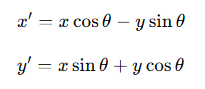 x′ = x cos θ − y sin θ
y′ = x sin θ + y cos θ